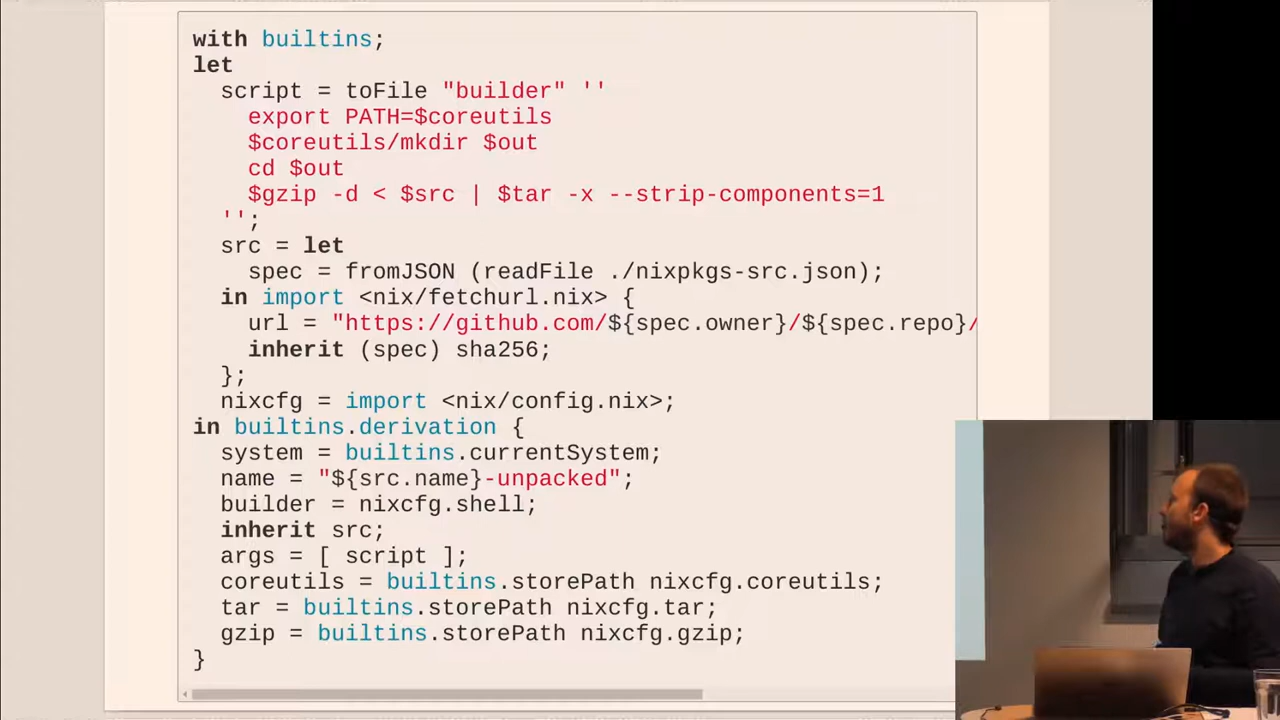 with builtins;
let
  script = toFile "builder" ''
    export PATH=$coreutils
    $coreutils/mkdir $out
    cd $out
    $gzip -d < $src | $tar -x --strip-components=1
  '';
  src = let
    spec = fromJSON (readFile ./nixpkgs-src.json);
  in import <nix/fetchurl.nix> {
    url = "https://github.com/${spec.owner}/${spec.repo}/
    inherit (spec) sha256;
  };
  nixcfg = import <nix/config.nix>;
in builtins.derivation {
  system = builtins.currentSystem;
  name = "${src.name}-unpacked";
  builder = nixcfg.shell;
  inherit src;
  args = [ script ];
  coreutils = builtins.storePath nixcfg.coreutils;
  tar = builtins.storePath nixcfg.tar;
  gzip = builtins.storePath nixcfg.gzip;
}